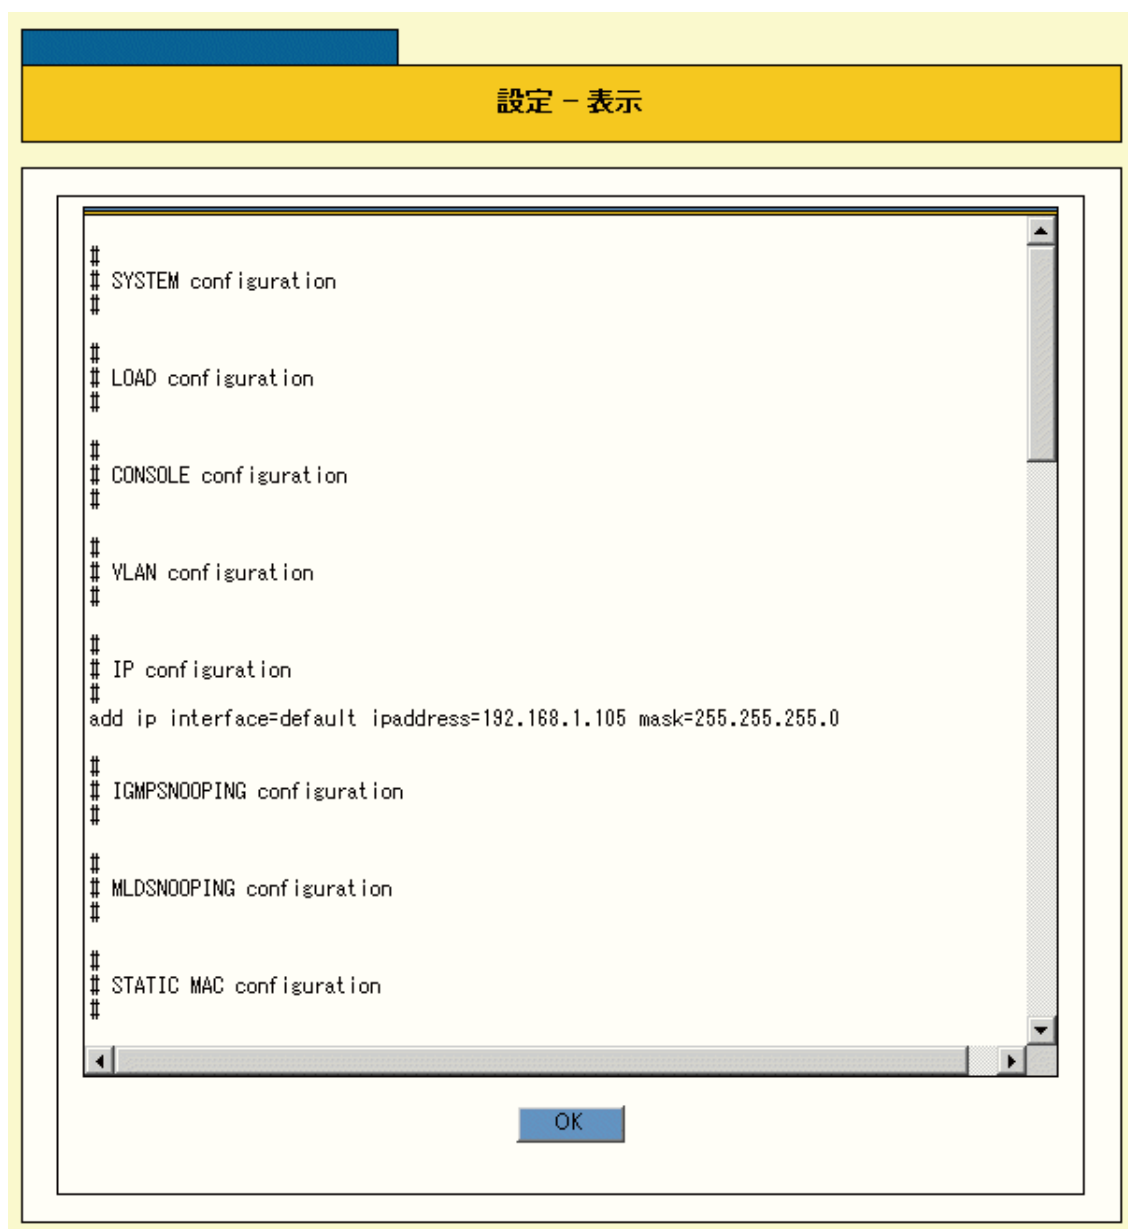 設定 − 表示
#
# SYSTEM configuration
#
#
# LOAD configuration
#
#
# CONSOLE configuration
#
#
# VLAN configuration
#
#
# IP configuration
#
add ip interface=default ipaddress=192.168.1.105 mask=255.255.255.0
#
# IGMPSNOOPING configuration
#
#
# MLDSNOOPING configuration
#
#
# STATIC MAC configuration
#
OK